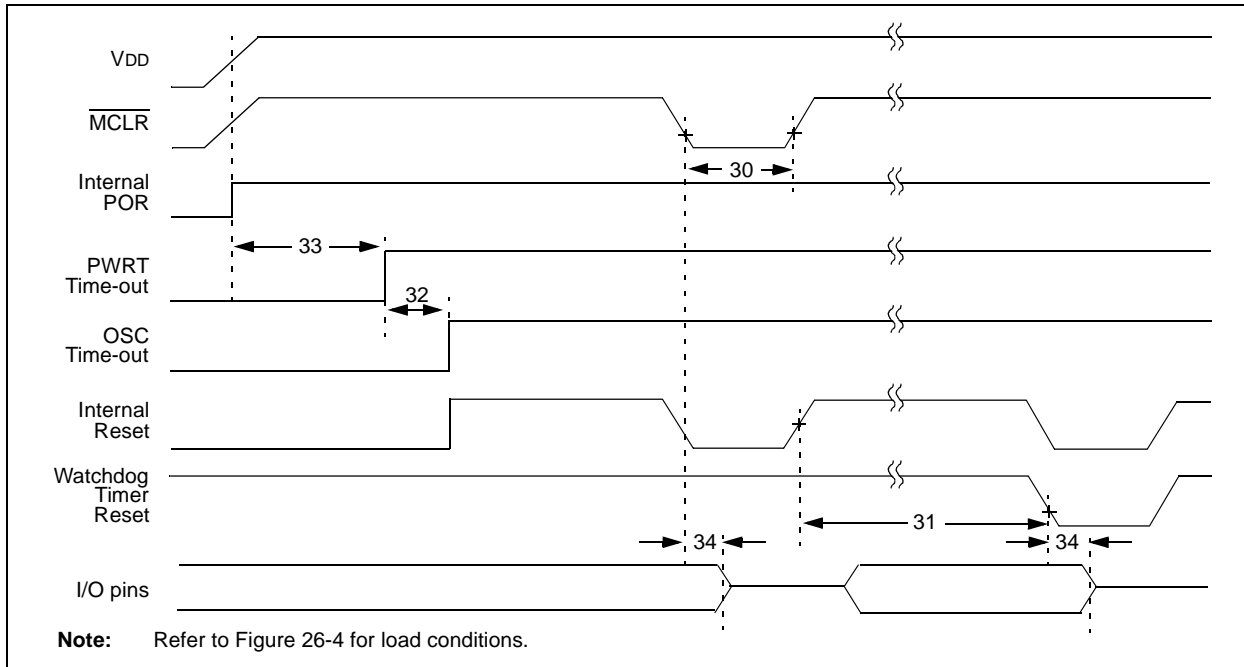 VDD
MCLR
30
Internal
POR
33
PWRT
Time-out
32
OSC
Time-out
Internal
Reset
Watchdog
Timer
Reset
31
34
34
I/O pins
Note: Refer to Figure 26-4 for load conditions.